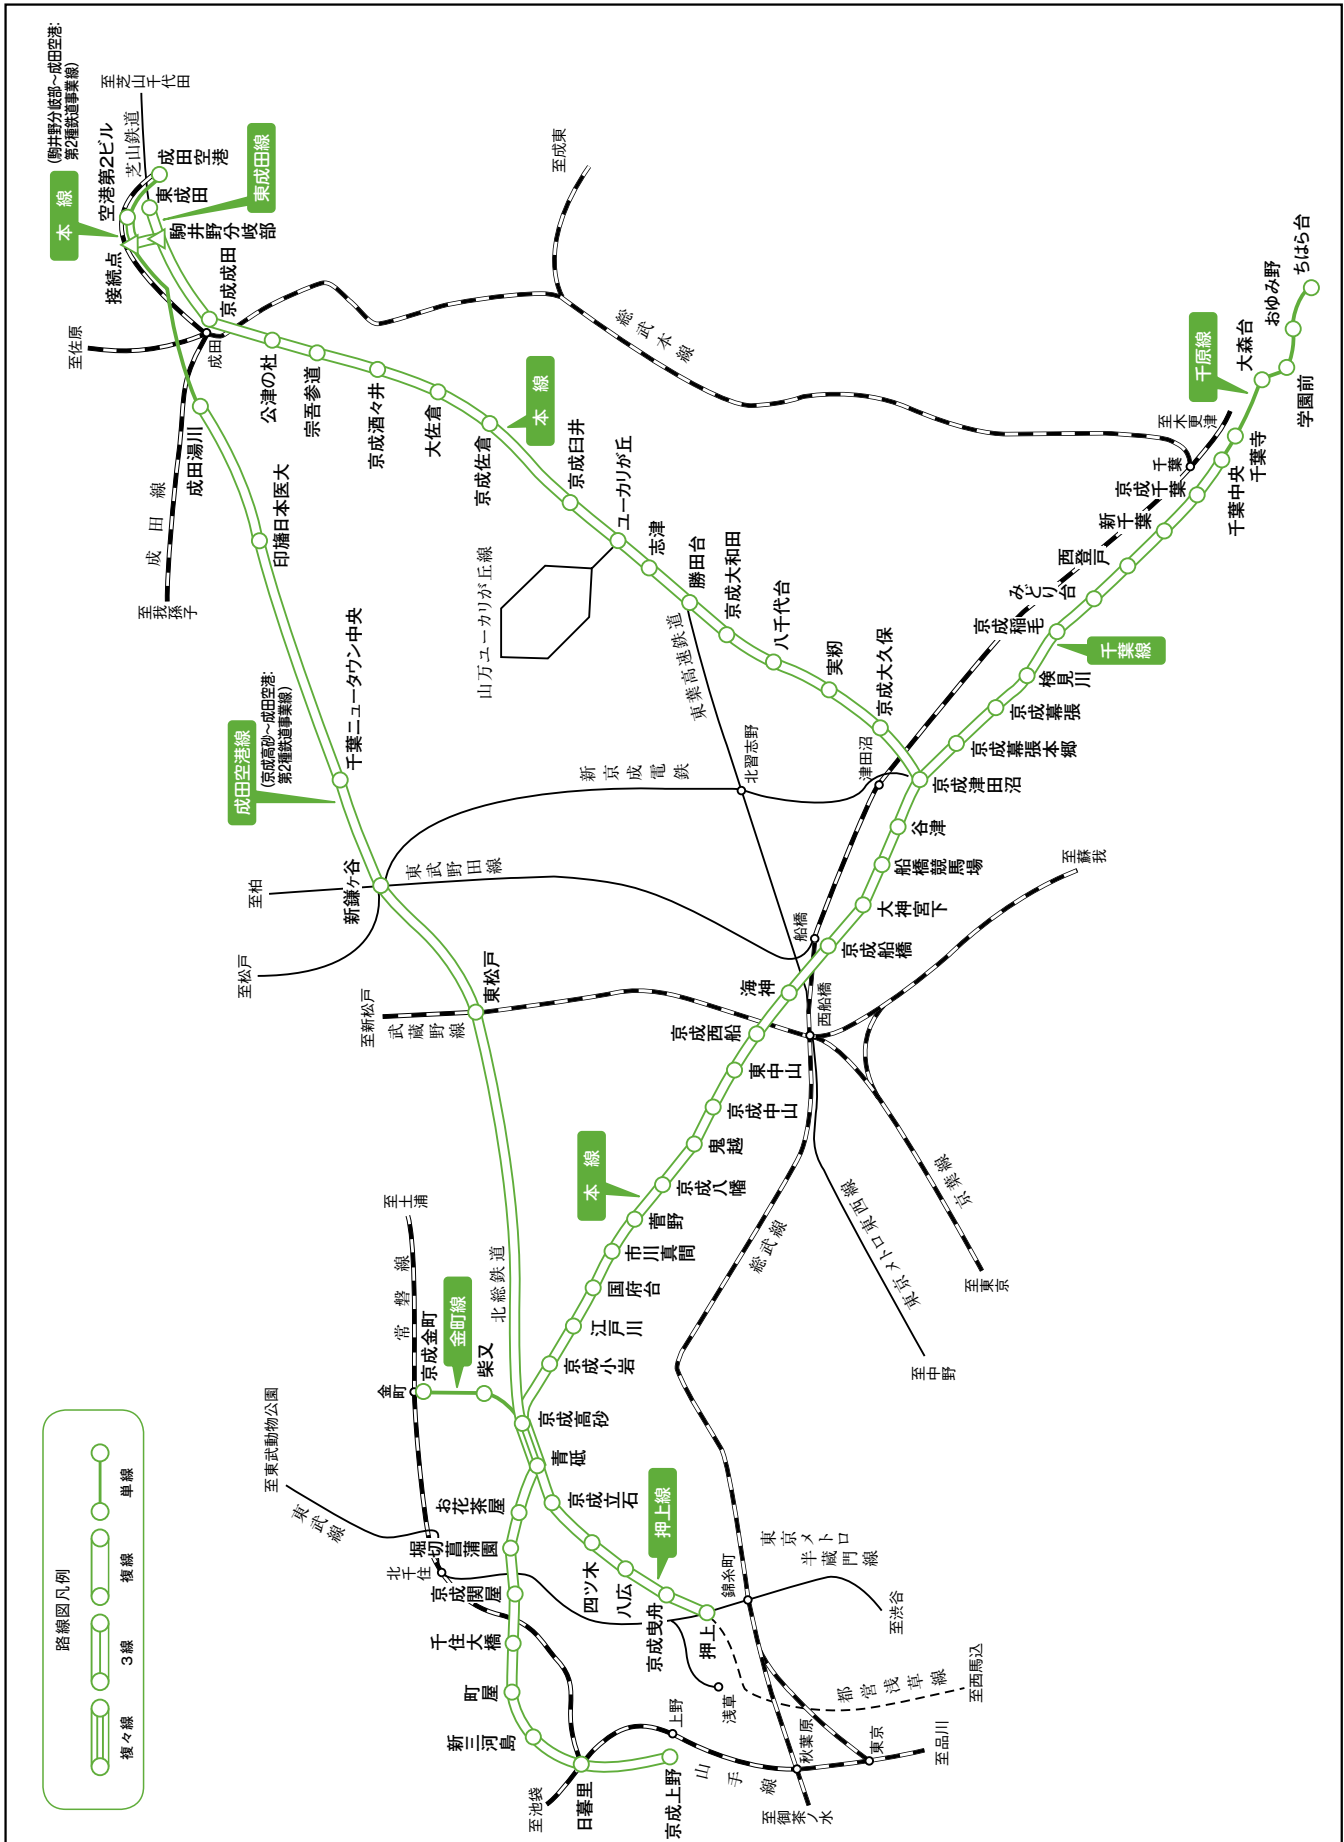 路線図凡例
複々線
3線
複線
単線
本　線
(駒井野分岐部～成田空港:
第2種鉄道事業線)
至芝山千代田
芝山鉄道
空港第2ビル
成田空港
東成田
東成田線
駒井野分岐部
接続点
京成成田
成田
至佐原
公津の杜
宗吾参道
京成酒々井
大佐倉
京成佐倉
本　線
京成臼井
ユーカリが丘
山万ユーカリが丘線
志津
勝田台
東葉高速鉄道
京成大和田
八千代台
実籾
京成大久保
至成東
総武本線
成田湯川
成田線
至我孫子
印旛日本医大
千葉ニュータウン中央
成田空港線
(京成高砂～成田空港:
第2種鉄道事業線)
新鎌ヶ谷
至柏
至松戸
東武野田線
新京成電鉄
北習志野
津田沼
東松戸
至新松戸
武蔵野線
北総鉄道
ちはら台
おゆみ野
学園前
大森台
千原線
千葉寺
千葉中央
至木更津
千葉
京成千葉
新千葉
西登戸
みどり台
京成稲毛
千葉線
検見川
京成幕張
京成幕張本郷
京成津田沼
谷津
船橋競馬場
大神宮下
京成船橋
船橋
至蘇我
海神
西船橋
京成西船
東中山
京成中山
鬼越
京成八幡
本　線
菅野
市川真間
国府台
江戸川
京成小岩
京成高砂
総武線
東京メトロ東西線
京葉線
至東京
至中野
至土浦
常磐線
金町
京成金町
金町線
柴又
青砥
京成立石
四ツ木
八広
京成曳舟
押上
押上線
お花茶屋
堀切菖蒲園
京成関屋
千住大橋
町屋
新三河島
日暮里
京成上野
至東武動物公園
東武線
北千住
錦糸町
東京メトロ
半蔵門線
至渋谷
浅草
都営浅草線
至西馬込
上野
山手線
秋葉原
東京
至品川
至御茶ノ水
至池袋